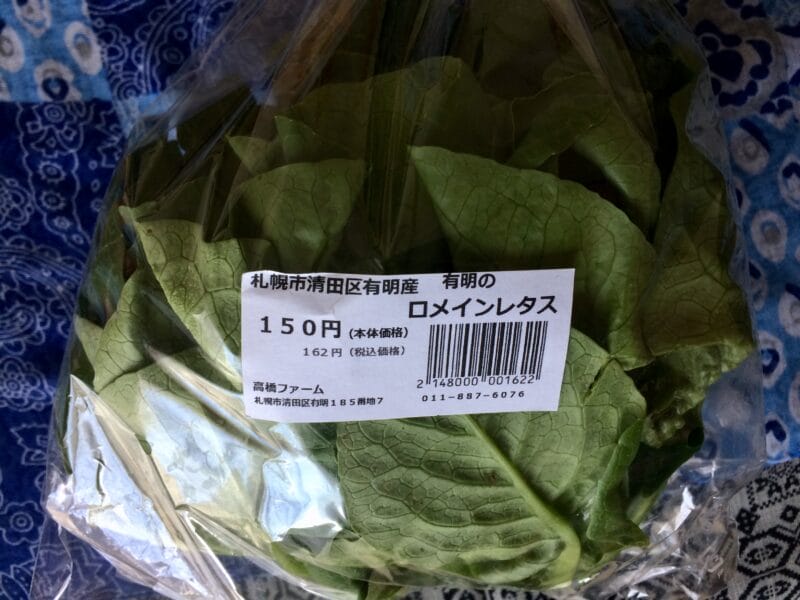 札幌市清田区有明産　有明の
ロメインレタス
150円(本体価格)
162円(税込価格)
2 148000 001622
高橋ファーム
札幌市清田区有明185番地7
011-887-6076